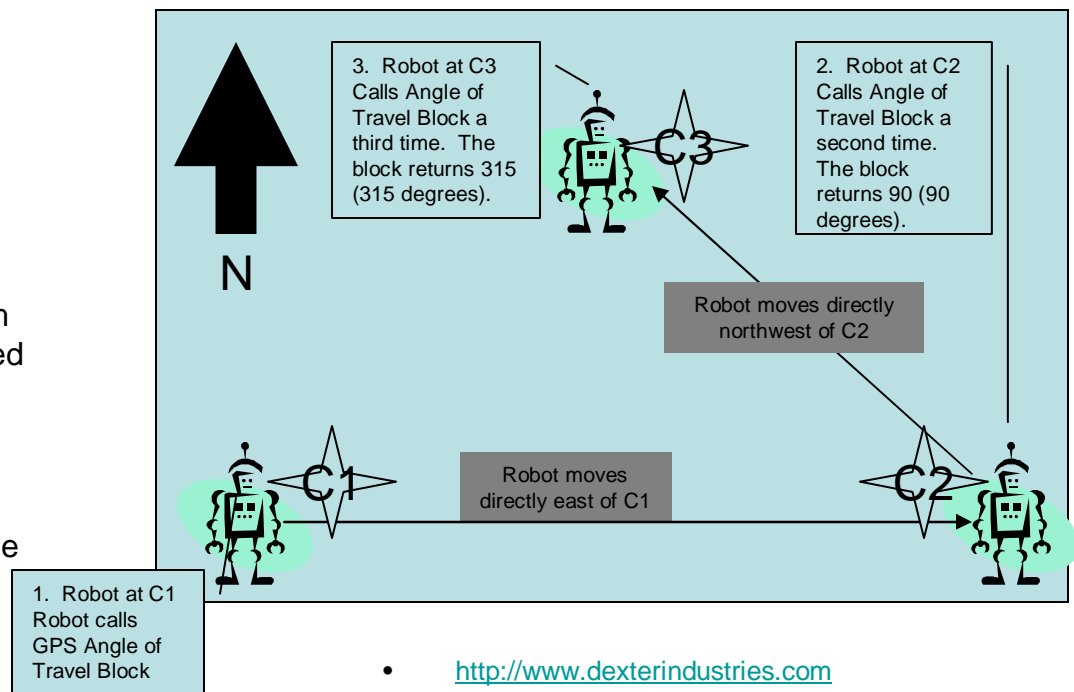 3. Robot at C3
Calls Angle of
Travel Block a
third time. The
block returns 315
(315 degrees).
2. Robot at C2
Calls Angle of
Travel Block a
second time.
The block
returns 90 (90
degrees).
C3
N
Robot moves directly
northwest of C2
n
ed
C1
C2
Robot moves
directly east of C1
e
1. Robot at C1
Robot calls
GPS Angle of
Travel Block
• http://www.dexterindustries.com